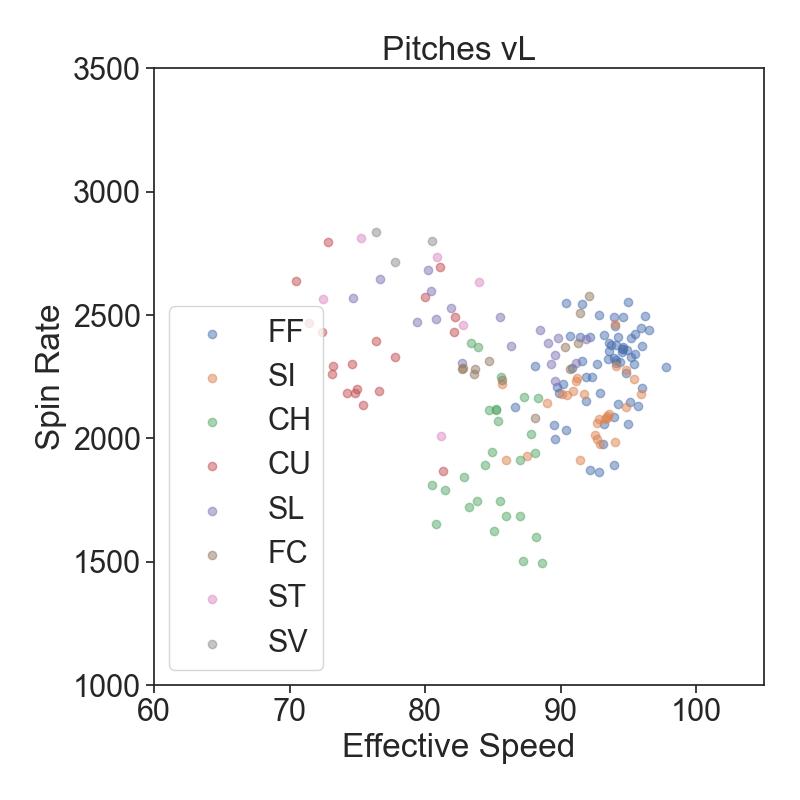 Pitches vL
Spin Rate
3500
3000
2500
2000
1500
1000
FF
SI
CH
CU
SL
FC
ST
SV
60 70 80 90 100
Effective Speed